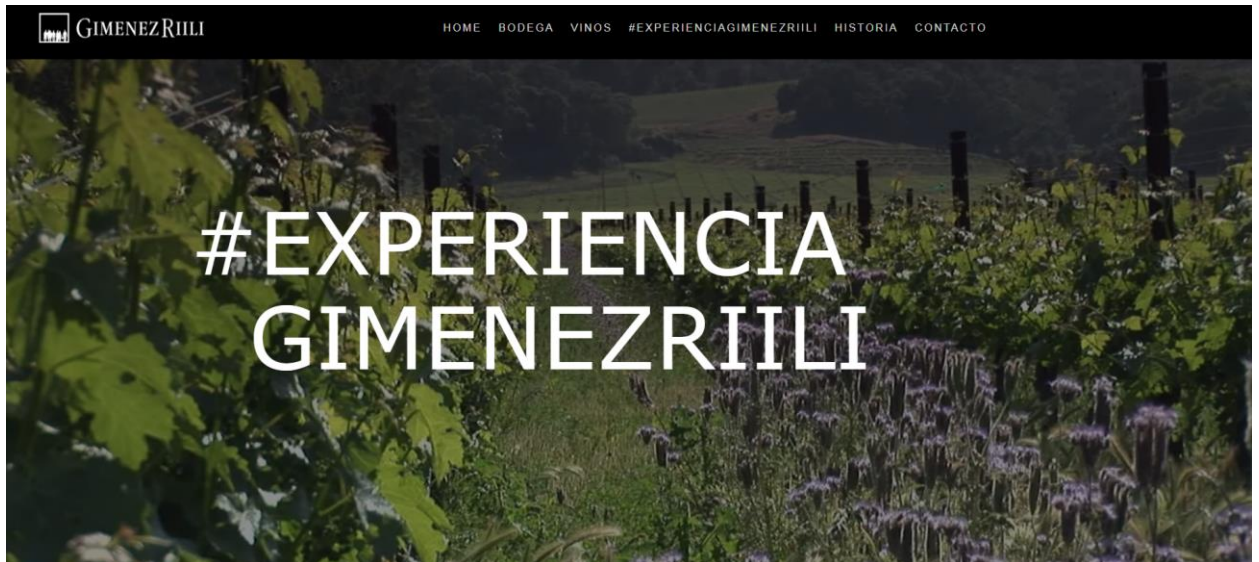 GIMENEZ RIILI
HOME BODEGA VINOS #EXPERIENCIAGIMENEZRIILI HISTORIA CONTACTO
#EXPERIENCIA
GIMENEZRIILI